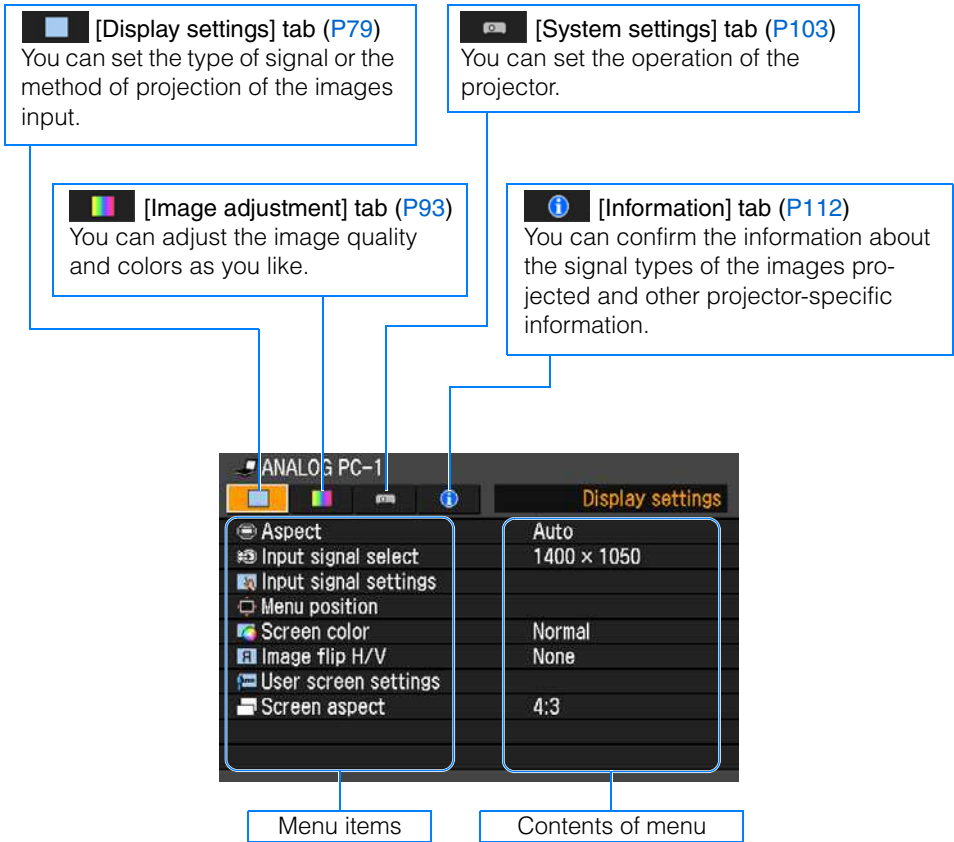 [Display settings] tab (P79)
You can set the type of signal or the
method of projection of the images
input.
[System settings] tab (P103)
You can set the operation of the
projector.
[Image adjustment] tab (P93)
You can adjust the image quality
and colors as you like.
[Information] tab (P112)
You can confirm the information about
the signal types of the images pro-
jected and other projector-specific
information.
ANALOG PC-1
Display settings
Aspect Auto
Input signal select 1400 × 1050
Input signal settings
Menu position
Screen color Normal
Image flip H/V None
User screen settings
Screen aspect 4:3
Menu items
Contents of menu